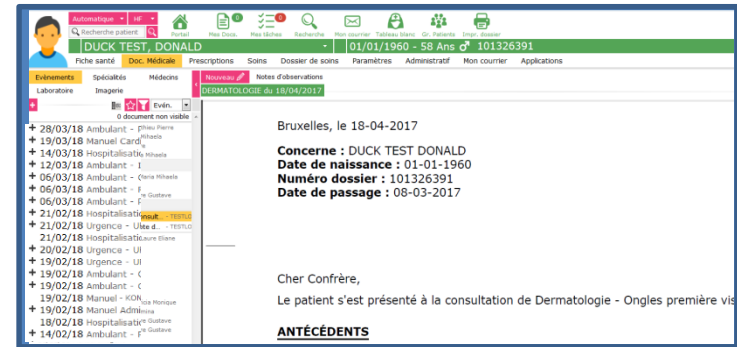 Automatique HF
Recherche patient
Portail Mes Docs. 0 Mes tâches 0 Recherche Mon courrier Tableau blanc Gr. Patients Impr. dossier
DUCK TEST, DONALD - 01/01/1960 - 58 Ans ♂ 101326391
Fiche santé Doc. Médicale Prescriptions Soins Dossier de soins Paramètres Administratif Mon courrier Applications
Evènements Spécialités Médecins
Laboratoire Imagerie
Nouveau Notes d'observations
DERMATOLOGIE du 18/04/2017
Evén.
0 document non visible
+ 28/03/18 Ambulant -
+ 19/03/18 Manuel Card
+ 14/03/18 Hospitalisati
+ 12/03/18 Ambulant -
+ 06/03/18 Ambulant -
+ 06/03/18 Ambulant -
+ 06/03/18 Ambulant -
+ 21/02/18 Hospitalisati
+ 21/02/18 Urgence - U
21/02/18 Hospitalisati
+ 20/02/18 Urgence - U
+ 19/02/18 Urgence - U
+ 19/02/18 Ambulant -
+ 19/02/18 Ambulant -
19/02/18 Manuel - KON
+ 19/02/18 Manuel Admi
18/02/18 Hospitalisati
+ 14/02/18 Ambulant -
Bruxelles, le 18-04-2017
Concerne : DUCK TEST DONALD
Date de naissance : 01-01-1960
Numéro dossier : 101326391
Date de passage : 08-03-2017
Cher Confrère,
Le patient s'est présenté à la consultation de Dermatologie - Ongles première vis
ANTÉCÉDENTS